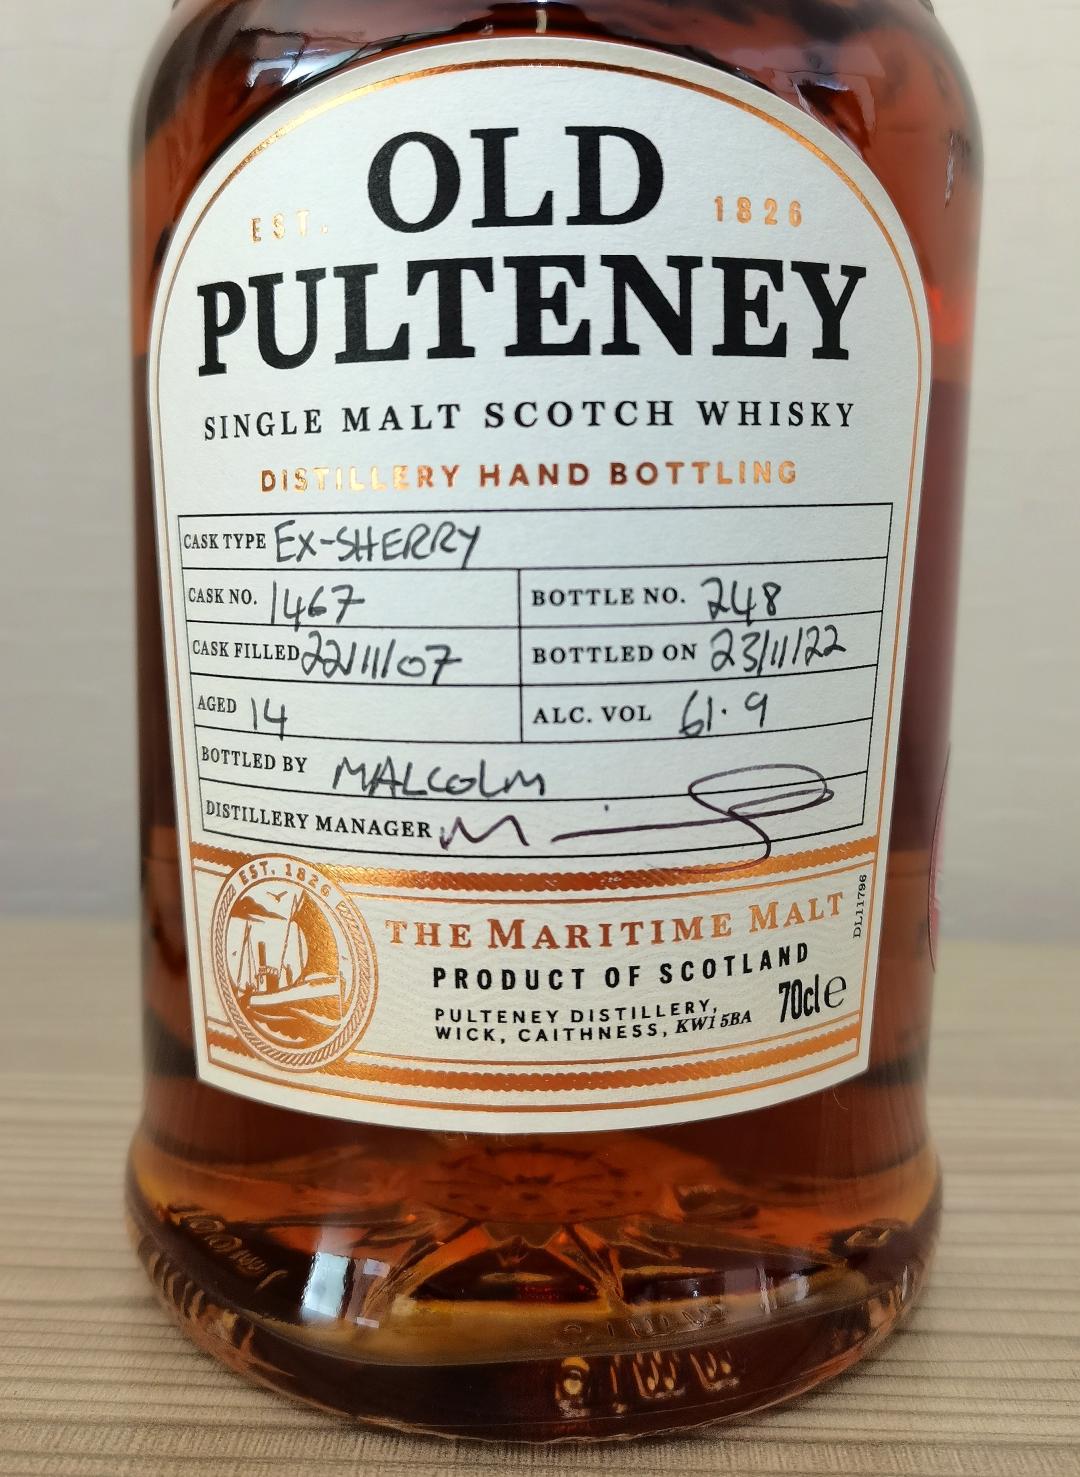 OLD
EST. 1826
PULTENEY
SINGLE MALT SCOTCH WHISKY
DISTILLERY HAND BOTTLING
CASK TYPE EX-SHERRY
CASK NO. 1467 BOTTLE NO. 248
CASK FILLED 22/11/07 BOTTLED ON 23/11/22
AGED 14 ALC. VOL 61.9
BOTTLED BY MALCOLM
DISTILLERY MANAGER
EST. 1826
THE MARITIME MALT
PRODUCT OF SCOTLAND
PULTENEY DISTILLERY,
WICK, CAITHNESS, KW1 5BA
70cl e
DL11796